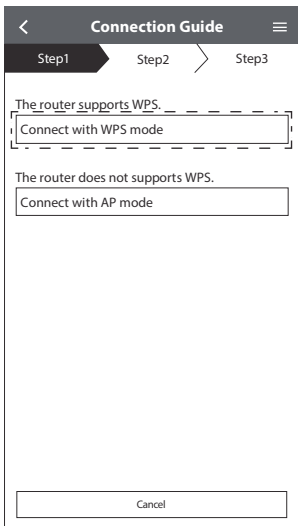 Connection Guide
Step1 Step2 Step3
The router supports WPS.
Connect with WPS mode
The router does not supports WPS.
Connect with AP mode
Cancel